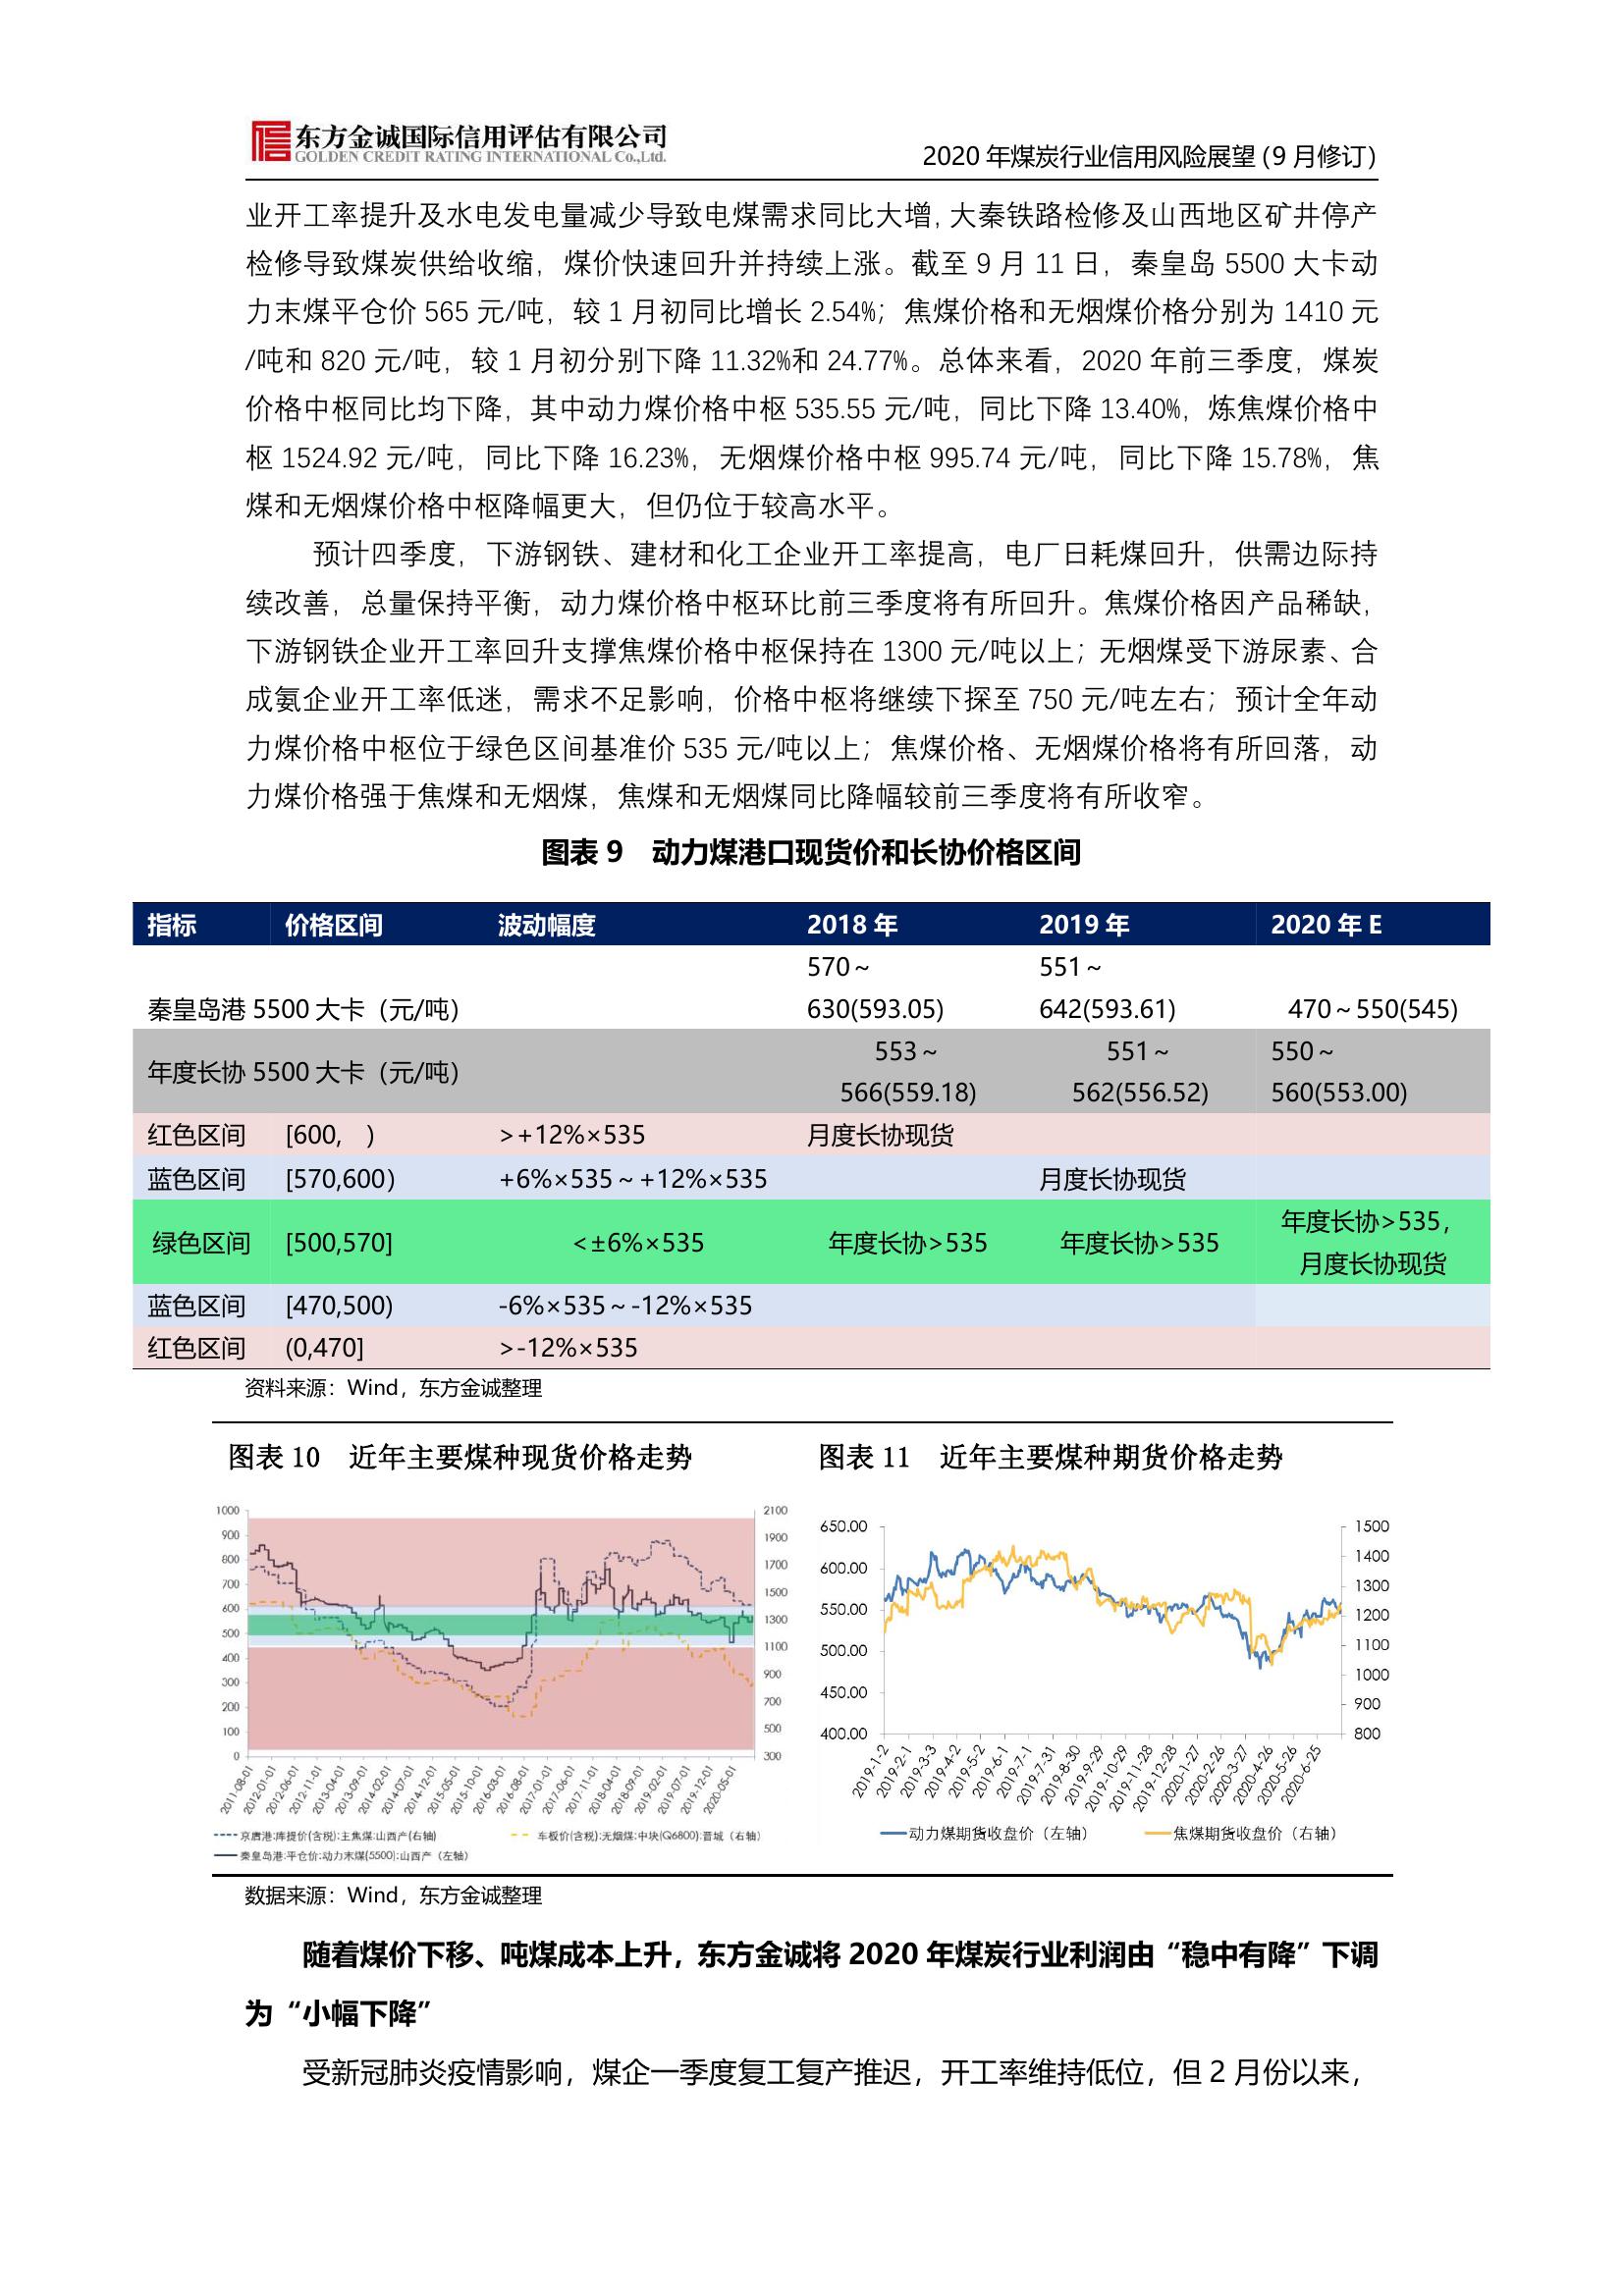 东方金诚国际信用评估有限公司
GOLDEN CREDIT RATING INTERNATIONAL Co.,Ltd.
2020 年煤炭行业信用风险展望(9 月修订)
业开工率提升及水电发电量减少导致电煤需求同比大增,大秦铁路检修及山西地区矿井停产
检修导致煤炭供给收缩，煤价快速回升并持续上涨。截至 9 月 11 日，秦皇岛 5500 大卡动
力末煤平仓价 565 元/吨，较 1 月初同比增长 2.54%；焦煤价格和无烟煤价格分别为 1410 元
/吨和 820 元/吨，较 1 月初分别下降 11.32%和 24.77%。总体来看，2020 年前三季度，煤炭
价格中枢同比均下降，其中动力煤价格中枢 535.55 元/吨，同比下降 13.40%，炼焦煤价格中
枢 1524.92 元/吨，同比下降 16.23%，无烟煤价格中枢 995.74 元/吨，同比下降 15.78%，焦
煤和无烟煤价格中枢降幅更大，但仍位于较高水平。
预计四季度，下游钢铁、建材和化工企业开工率提高，电厂日耗煤回升，供需边际持
续改善，总量保持平衡，动力煤价格中枢环比前三季度将有所回升。焦煤价格因产品稀缺，
下游钢铁企业开工率回升支撑焦煤价格中枢保持在 1300 元/吨以上；无烟煤受下游尿素、合
成氨企业开工率低迷，需求不足影响，价格中枢将继续下探至 750 元/吨左右；预计全年动
力煤价格中枢位于绿色区间基准价 535 元/吨以上；焦煤价格、无烟煤价格将有所回落，动
力煤价格强于焦煤和无烟煤，焦煤和无烟煤同比降幅较前三季度将有所收窄。
图表 9 动力煤港口现货价和长协价格区间
指标 价格区间 波动幅度 2018 年 2019 年 2020 年 E
570～ 551～
秦皇岛港 5500 大卡（元/吨） 630(593.05) 642(593.61) 470～550(545)
553～ 551～ 550～
年度长协 5500 大卡（元/吨）
566(559.18) 562(556.52) 560(553.00)
红色区间 [600, ) >+12%×535 月度长协现货
蓝色区间 [570,600) +6%×535～+12%×535 月度长协现货
年度长协>535，
绿色区间 [500,570] <±6%×535 年度长协>535 年度长协>535
月度长协现货
蓝色区间 [470,500) -6%×535～-12%×535
红色区间 (0,470] >-12%×535
资料来源：Wind，东方金诚整理
图表 10 近年主要煤种现货价格走势 图表 11 近年主要煤种期货价格走势
1000 2100
900 1900
800 1700
700 1500
600
500 1300
400 1100
300 900
200 700
100 500
0 300
2011-08-01 2012-01-01 2012-06-01 2012-11-01 2013-04-01 2013-09-01 2014-02-01 2014-07-01 2014-12-01 2015-05-01 2015-10-01 2016-03-01 2016-08-01 2017-01-01 2017-06-01 2017-11-01 2018-04-01 2018-09-01 2019-02-01 2019-07-01 2019-12-01 2020-05-01
京唐港:库提价(含税):主焦煤:山西产(右轴) 车板价(含税):无烟煤:中块(Q6800):晋城（右轴）
秦皇岛港:平仓价:动力末煤(5500):山西产（左轴）
650.00 1500
600.00 1400
550.00 1300
500.00 1200
450.00 1100
400.00 1000
900
800
2019-1-2 2019-2-1 2019-3-3 2019-4-2 2019-5-2 2019-6-1 2019-7-1 2019-7-31 2019-8-30 2019-9-29 2019-10-29 2019-11-28 2019-12-28 2020-1-27 2020-2-26 2020-3-27 2020-4-26 2020-5-26 2020-6-25
动力煤期货收盘价（左轴） 焦煤期货收盘价（右轴）
数据来源：Wind，东方金诚整理
随着煤价下移、吨煤成本上升，东方金诚将 2020 年煤炭行业利润由“稳中有降”下调
为“小幅下降”
受新冠肺炎疫情影响，煤企一季度复工复产推迟，开工率维持低位，但 2 月份以来，